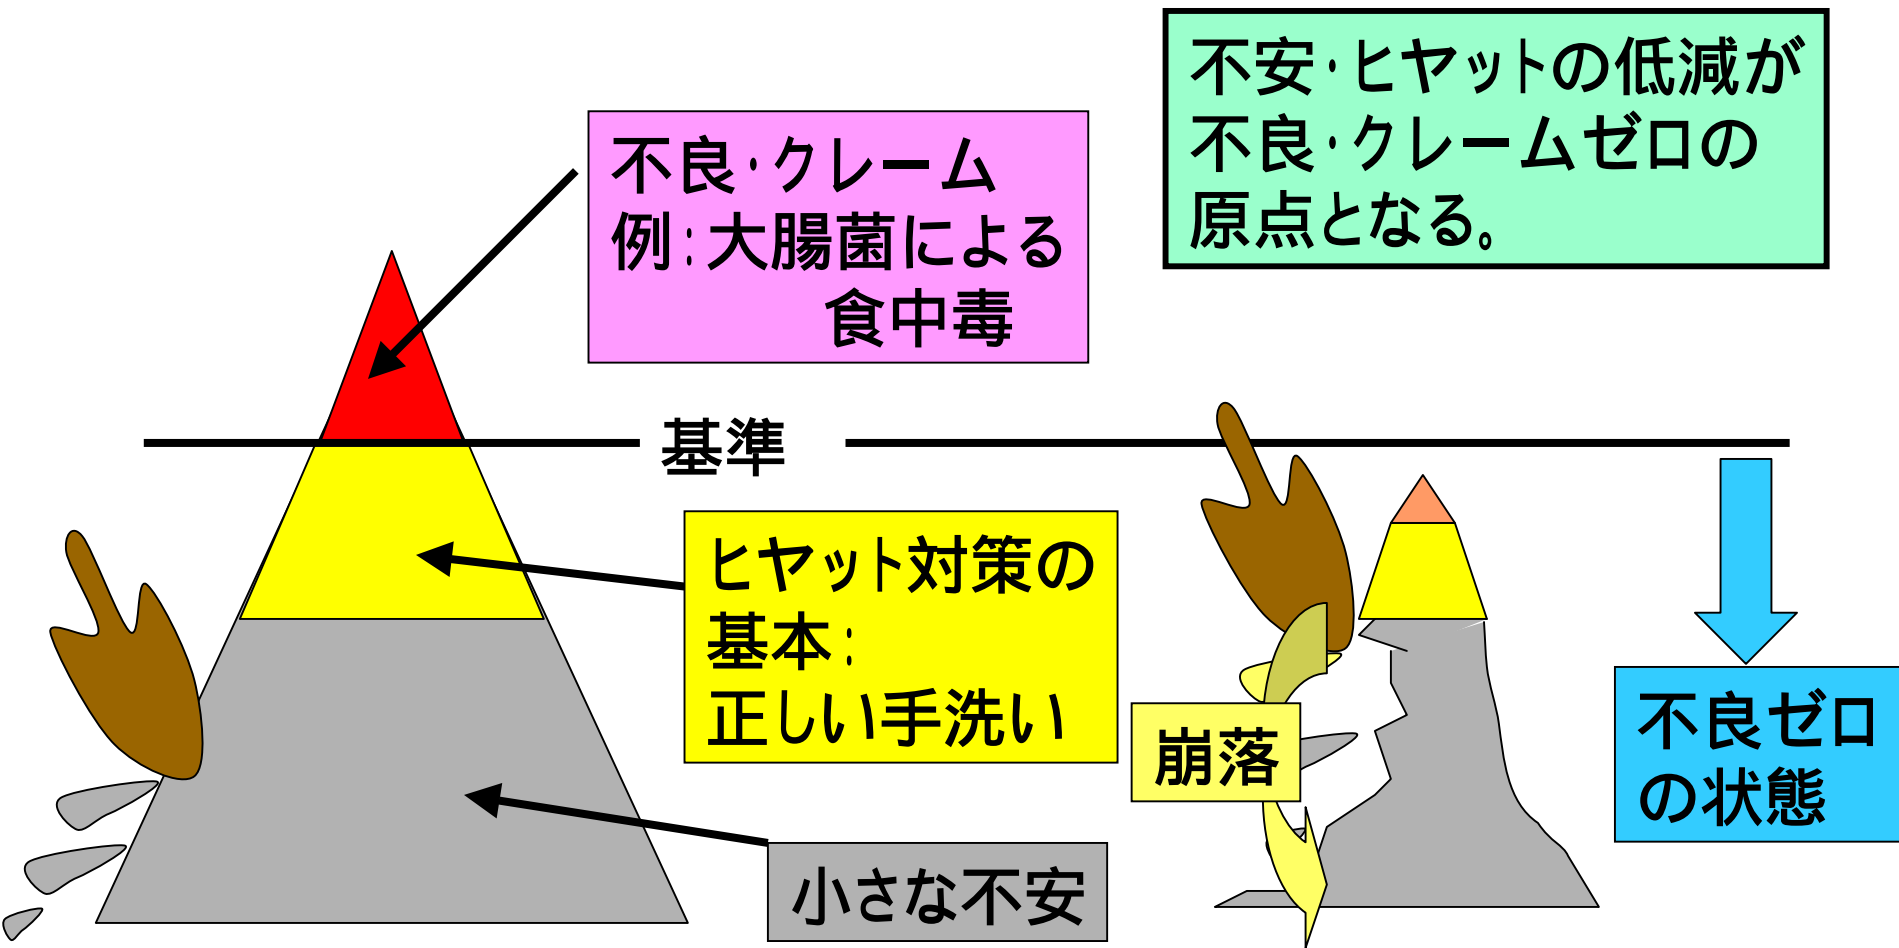 不安・ヒヤットの低減が
不良・クレームゼロの
原点となる。
不良・クレーム
例：大腸菌による
食中毒
基準
ヒヤット対策の
基本：
正しい手洗い
崩落
不良ゼロ
の状態
小さな不安